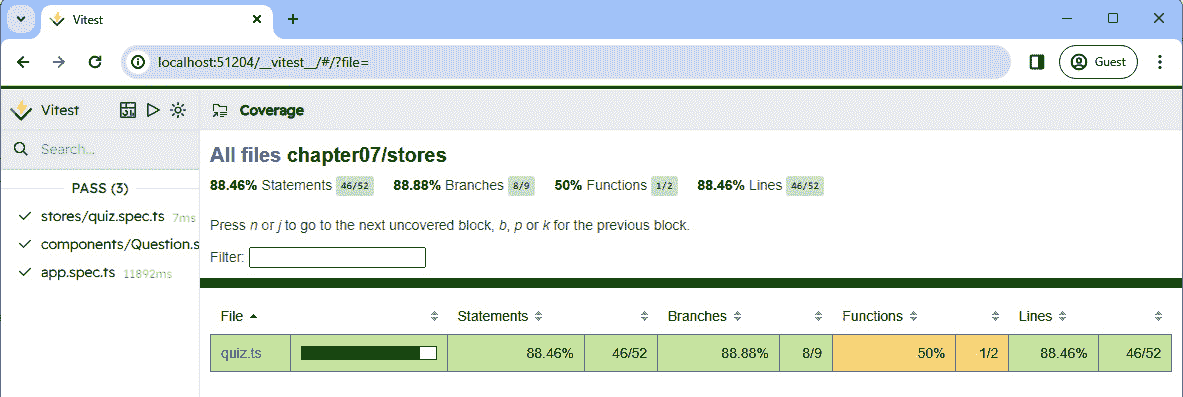 Vitest
localhost:51204/__vitest__/#/?file=
Guest
Vitest
Coverage
Search...
PASS (3)
stores/quiz.spec.ts 7ms
components/Question.s
app.spec.ts 11892ms
All files chapter07/stores
88.46% Statements 46/52 88.88% Branches 8/9 50% Functions 1/2 88.46% Lines 46/52
Press n or j to go to the next uncovered block, b, p or k for the previous block.
Filter:
File Statements Branches Functions Lines
quiz.ts 88.46% 46/52 88.88% 8/9 50% 1/2 88.46% 46/52